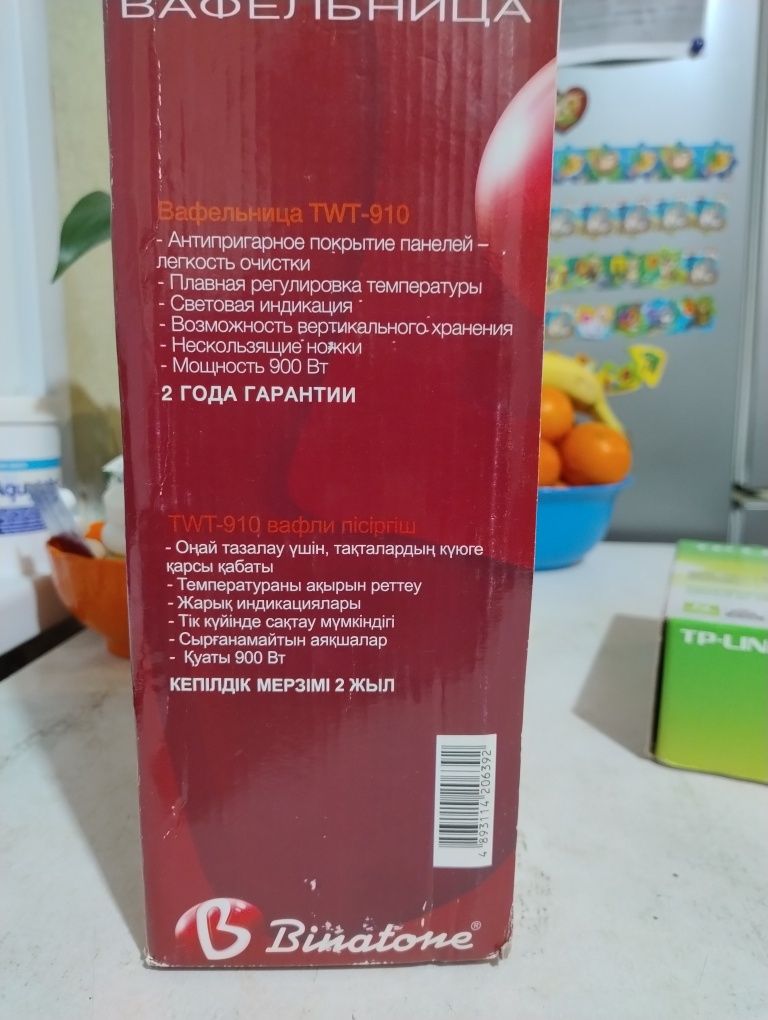 ВАФЕЛЬНИЦА
Вафельница TWT-910
- Антипригарное покрытие панелей –
легкость очистки
- Плавная регулировка температуры
- Световая индикация
- Возможность вертикального хранения
- Нескользящие ножки
- Мощность 900 Вт
2 ГОДА ГАРАНТИИ
TWT-910 вафли пісіргіш
- Оңай тазалау үшін, тақталардың күюге
қарсы қабаты
- Температураны ақырын реттеу
- Жарық индикациялары
- Тік күйінде сақтау мүмкіндігі
- Сырғанамайтын аяқшалар
- Қуаты 900 Вт
КЕПІЛДІК МЕРЗІМІ 2 ЖЫЛ
4 893114 206392
B Binatone®
TP-LIN